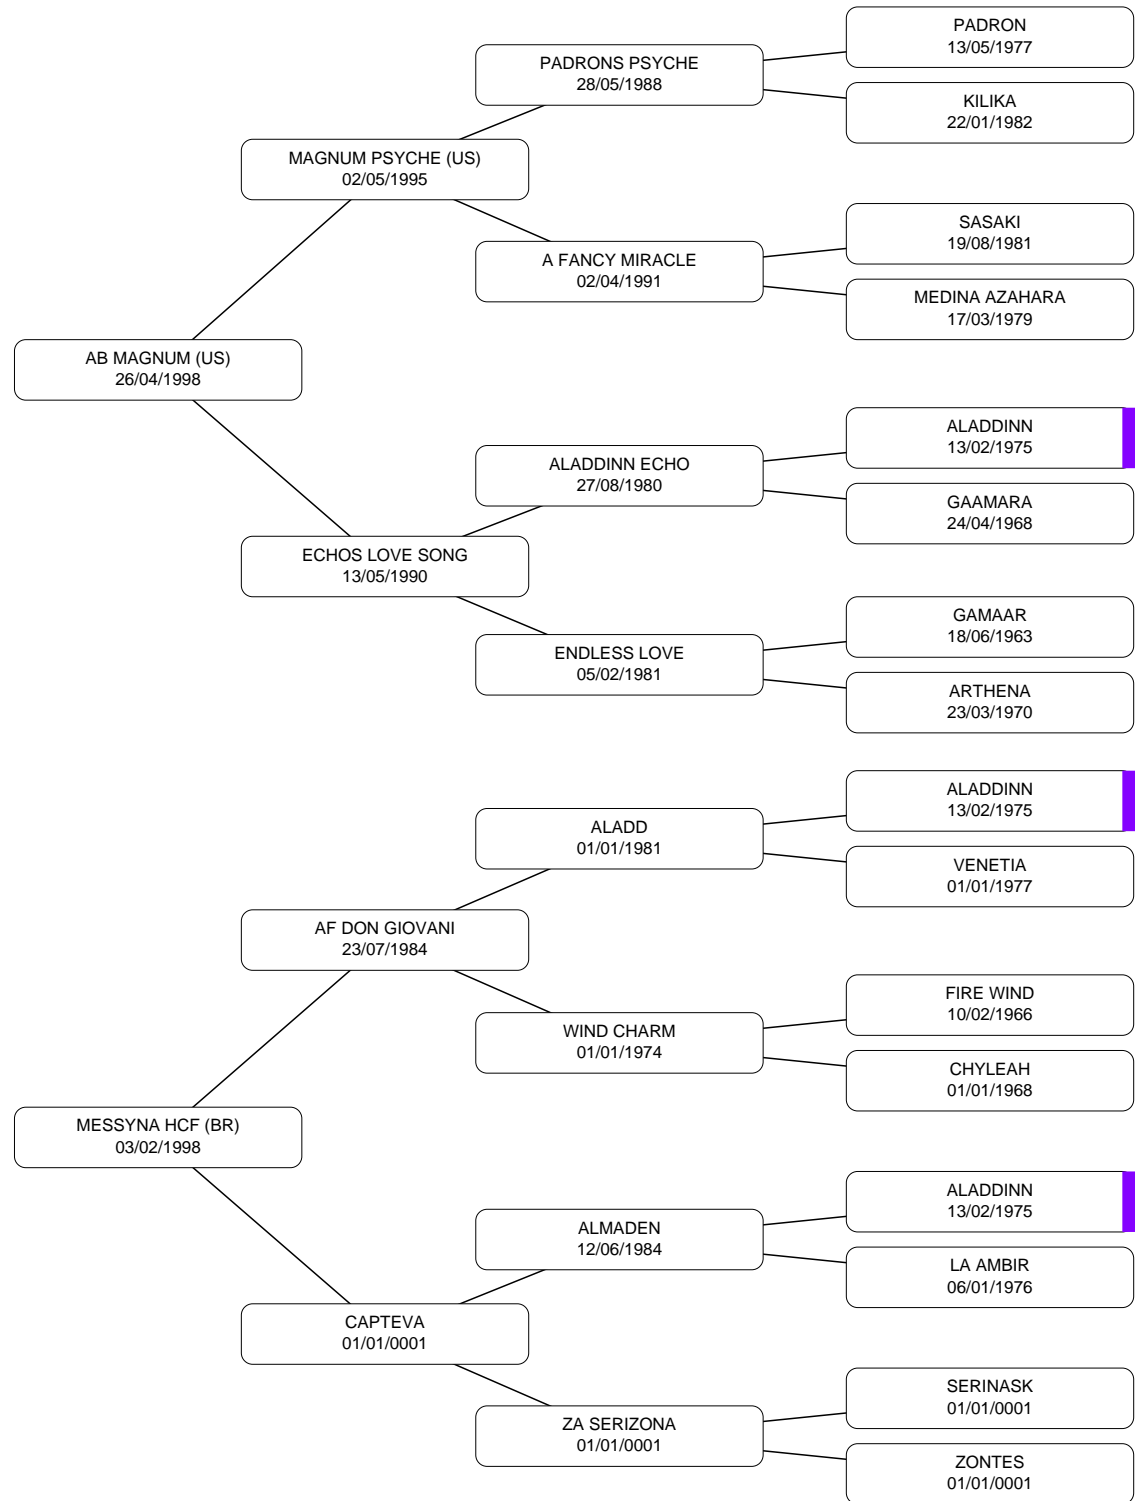 PADRON
13/05/1977
PADRONS PSYCHE
28/05/1988
KILIKA
22/01/1982
MAGNUM PSYCHE (US)
02/05/1995
SASAKI
19/08/1981
A FANCY MIRACLE
02/04/1991
MEDINA AZAHARA
17/03/1979
AB MAGNUM (US)
26/04/1998
ALADDINN
13/02/1975
ALADDINN ECHO
27/08/1980
GAAMARA
24/04/1968
ECHOS LOVE SONG
13/05/1990
GAMAAR
18/06/1963
ENDLESS LOVE
05/02/1981
ARTHENA
23/03/1970
ALADDINN
13/02/1975
ALADD
01/01/1981
VENETIA
01/01/1977
AF DON GIOVANI
23/07/1984
FIRE WIND
10/02/1966
WIND CHARM
01/01/1974
CHYLEAH
01/01/1968
MESSYNA HCF (BR)
03/02/1998
ALADDINN
13/02/1975
ALMADEN
12/06/1984
LA AMBIR
06/01/1976
CAPTEVA
01/01/0001
SERINASK
01/01/0001
ZA SERIZONA
01/01/0001
ZONTES
01/01/0001